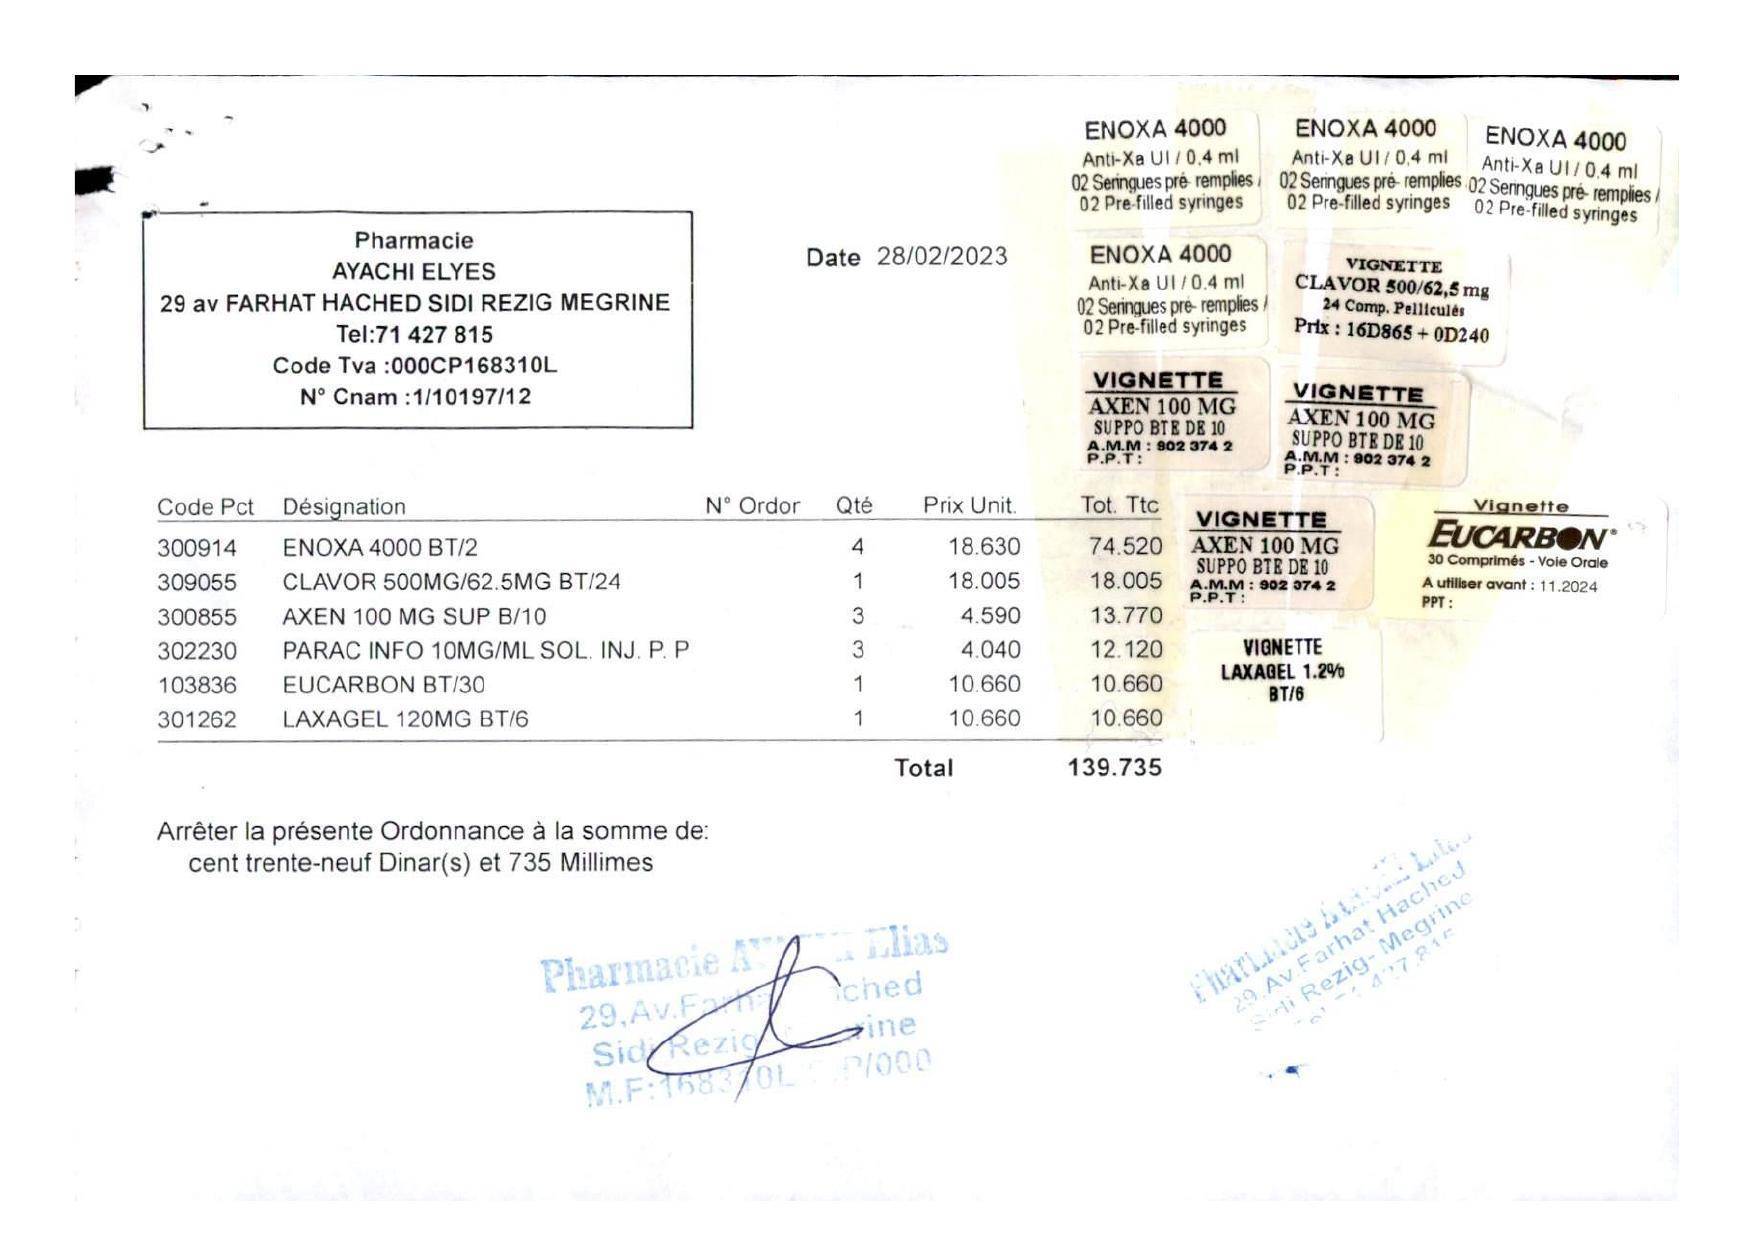 Pharmacie
AYACHI ELYES
29 av FARHAT HACHED SIDI REZIG MEGRINE
Tel:71 427 815
Code Tva :000CP168310L
N° Cnam :1/10197/12
Date 28/02/2023
ENOXA 4000
Anti-Xa UI / 0,4 ml
02 Seringues pré- remplies /
02 Pre-filled syringes
ENOXA 4000
Anti-Xa UI / 0,4 ml
02 Seringues pré- remplies
02 Pre-filled syringes
ENOXA 4000
Anti-Xa UI / 0,4 ml
02 Seringues pré- remplies /
02 Pre-filled syringes
ENOXA 4000
Anti-Xa UI / 0,4 ml
02 Seringues pré- remplies /
02 Pre-filled syringes
VIGNETTE
CLAVOR 500/62,5 mg
24 Comp. Pelliculés
Prix : 16D865 + 0D240
VIGNETTE
AXEN 100 MG
SUPPO BTE DE 10
A.M.M : 902 374 2
P.P.T :
VIGNETTE
AXEN 100 MG
SUPPO BTE DE 10
A.M.M : 902 374 2
P.P.T :
Code Pct Désignation N° Ordor Qté Prix Unit. Tot. Ttc
300914 ENOXA 4000 BT/2 4 18.630 74.520
309055 CLAVOR 500MG/62.5MG BT/24 1 18.005 18.005
300855 AXEN 100 MG SUP B/10 3 4.590 13.770
302230 PARAC INFO 10MG/ML SOL. INJ. P. P 3 4.040 12.120
103836 EUCARBON BT/30 1 10.660 10.660
301262 LAXAGEL 120MG BT/6 1 10.660 10.660
Total 139.735
VIGNETTE
AXEN 100 MG
SUPPO BTE DE 10
A.M.M : 902 374 2
P.P.T :
Vignette
EUCARBON®
30 Comprimés - Voie Orale
A utiliser avant : 11.2024
PPT :
VIGNETTE
LAXAGEL 1.2%
BT/6
Arrêter la présente Ordonnance à la somme de:
cent trente-neuf Dinar(s) et 735 Millimes
Pharmacie Elias
29,Av.Farhat
Sidi Rezig
M.F:168310L /000
29.Av Farhat Hached
Sidi Rezig- Megrine